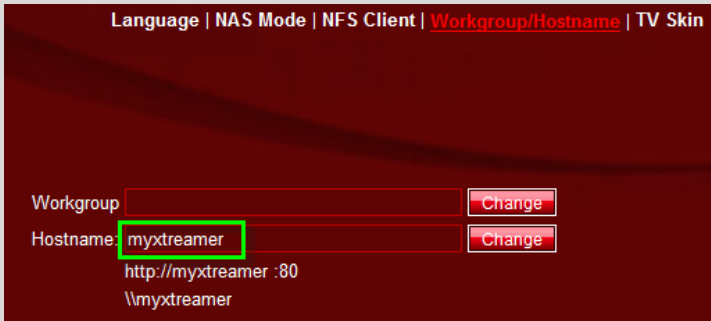 Language | NAS Mode | NFS Client | Workgroup/Hostname | TV Skin
Workgroup Change
Hostname: myxtreamer Change
http://myxtreamer :80
\\myxtreamer